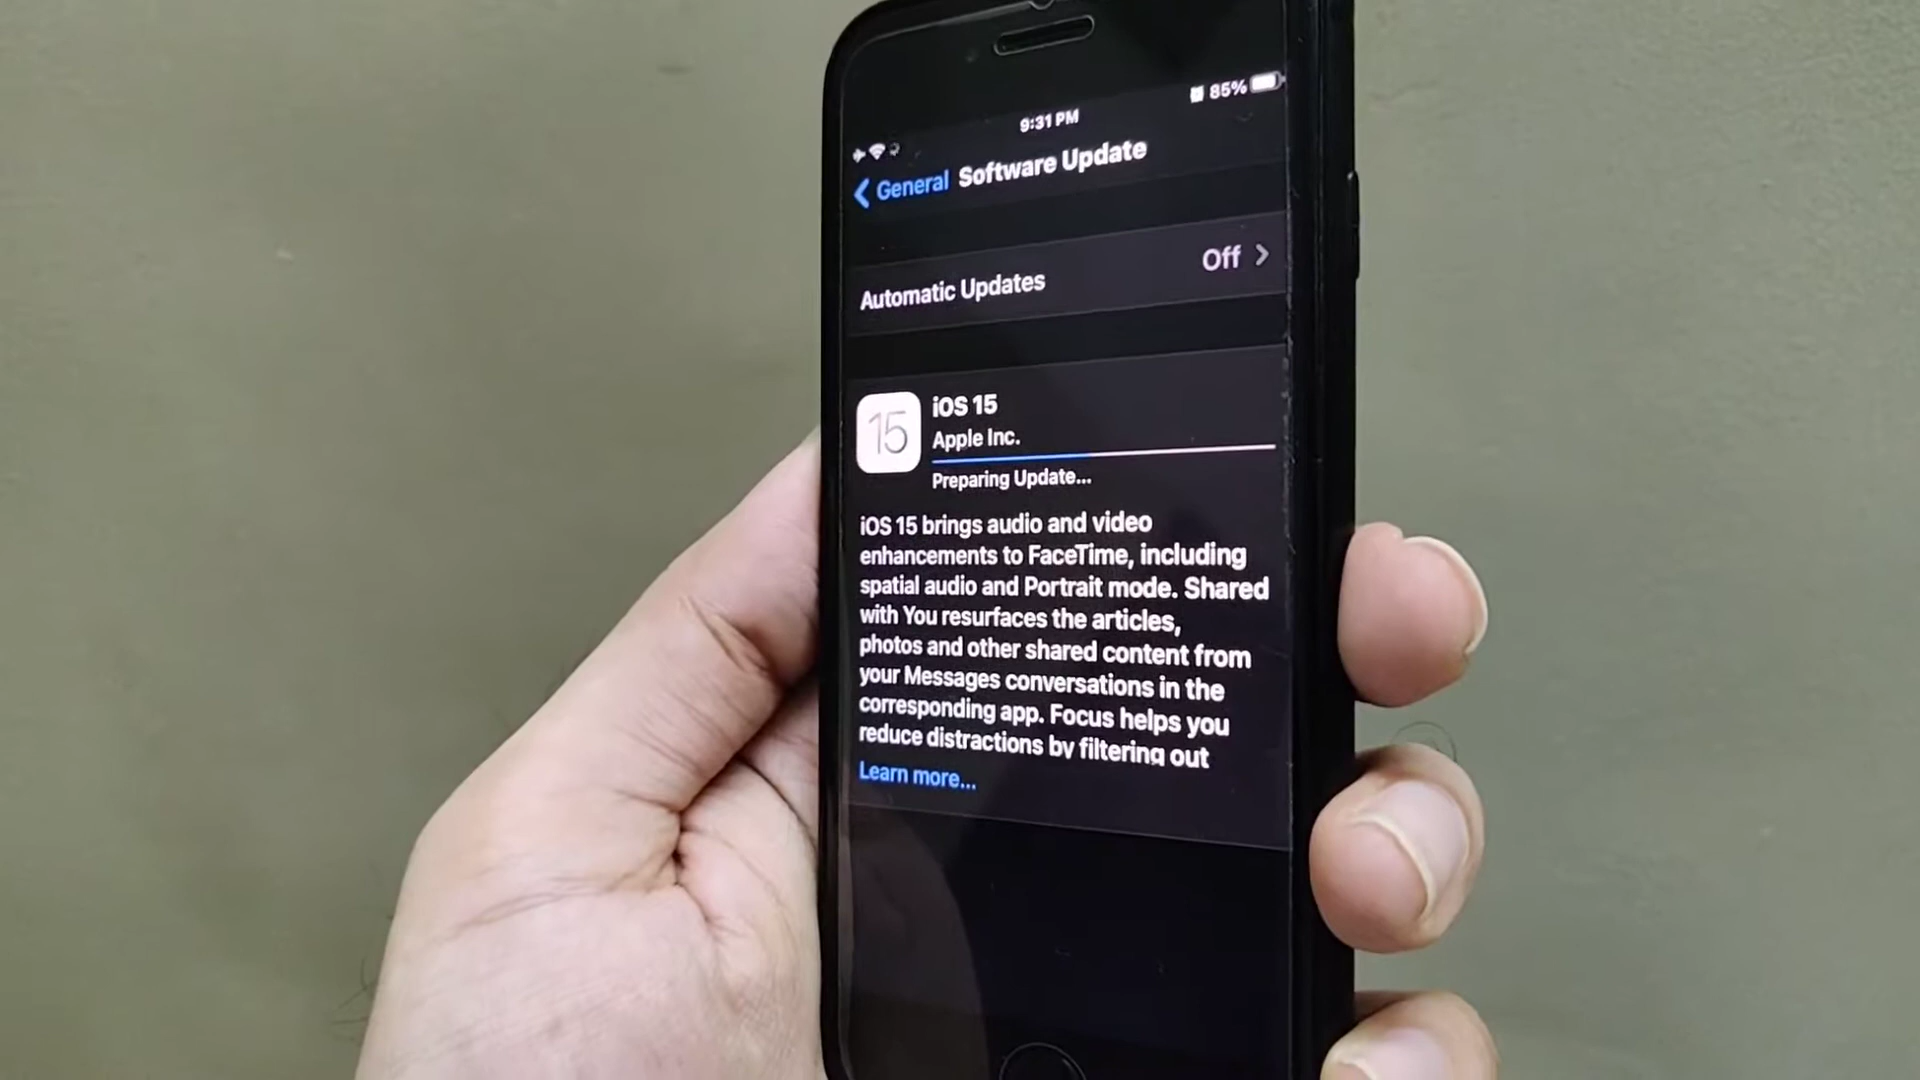 85%
9:31 PM
General Software Update
Automatic Updates Off
15
iOS 15
Apple Inc.
Preparing Update...
iOS 15 brings audio and video
enhancements to FaceTime, including
spatial audio and Portrait mode. Shared
with You resurfaces the articles,
photos and other shared content from
your Messages conversations in the
corresponding app. Focus helps you
reduce distractions by filtering out
Learn more...